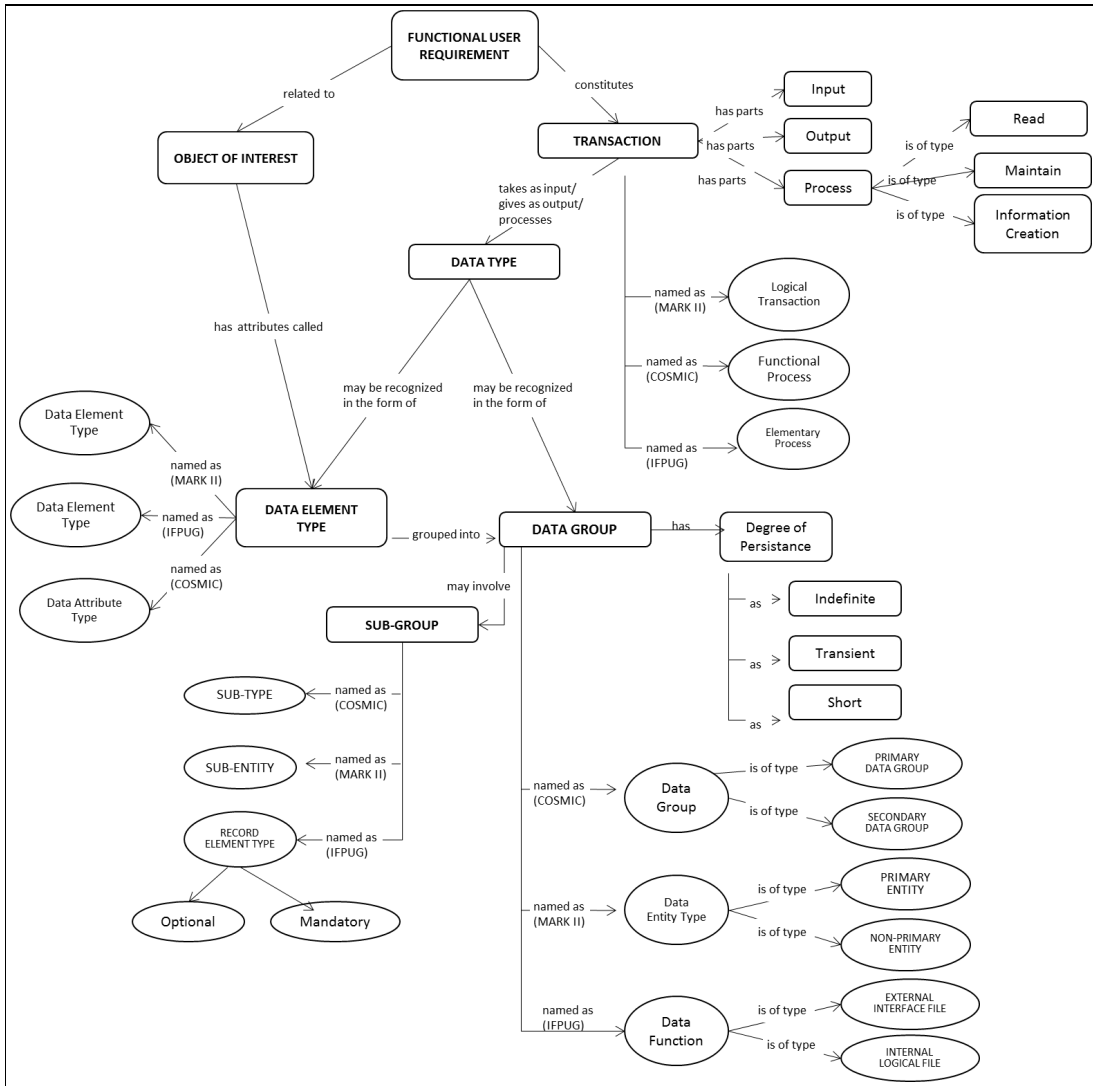 FUNCTIONAL USER
REQUIREMENT
related to
constitutes
OBJECT OF INTEREST
TRANSACTION
has parts
Input
has parts
Output
has parts
Process
is of type
Read
is of type
Maintain
is of type
Information
Creation
takes as input/
gives as output/
processes
DATA TYPE
named as
(MARK II)
Logical
Transaction
named as
(COSMIC)
Functional
Process
named as
(IFPUG)
Elementary
Process
has attributes called
may be recognized
in the form of
may be recognized
in the form of
Data Element
Type
named as
(MARK II)
Data Element
Type
named as
(IFPUG)
named as
(COSMIC)
Data Attribute
Type
DATA ELEMENT
TYPE
grouped into
DATA GROUP
has
Degree of
Persistance
as
Indefinite
as
Transient
as
Short
may involve
SUB-GROUP
SUB-TYPE
named as
(COSMIC)
SUB-ENTITY
named as
(MARK II)
RECORD
ELEMENT TYPE
named as
(IFPUG)
Optional
Mandatory
named as
(COSMIC)
Data
Group
is of type
PRIMARY
DATA GROUP
is of type
SECONDARY
DATA GROUP
named as
(MARK II)
Data
Entity Type
is of type
PRIMARY
ENTITY
is of type
NON-PRIMARY
ENTITY
named as
(IFPUG)
Data
Function
is of type
EXTERNAL
INTERFACE FILE
is of type
INTERNAL
LOGICAL FILE